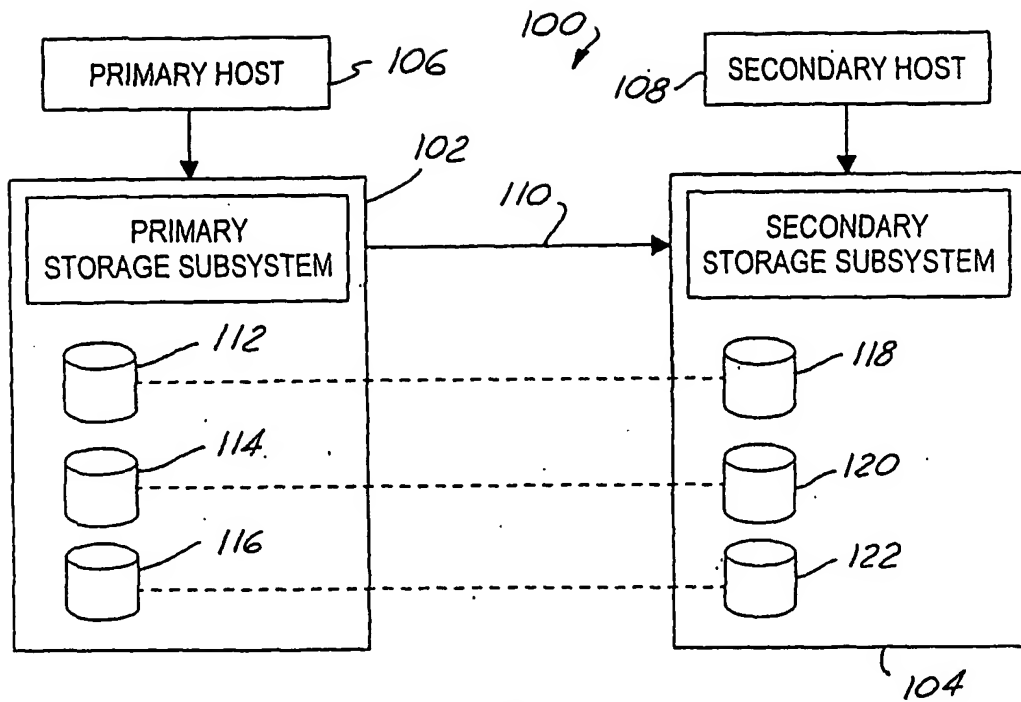 100
PRIMARY HOST
106
SECONDARY HOST
108
102
PRIMARY
STORAGE SUBSYSTEM
110
SECONDARY
STORAGE SUBSYSTEM
112
118
114
120
116
122
104